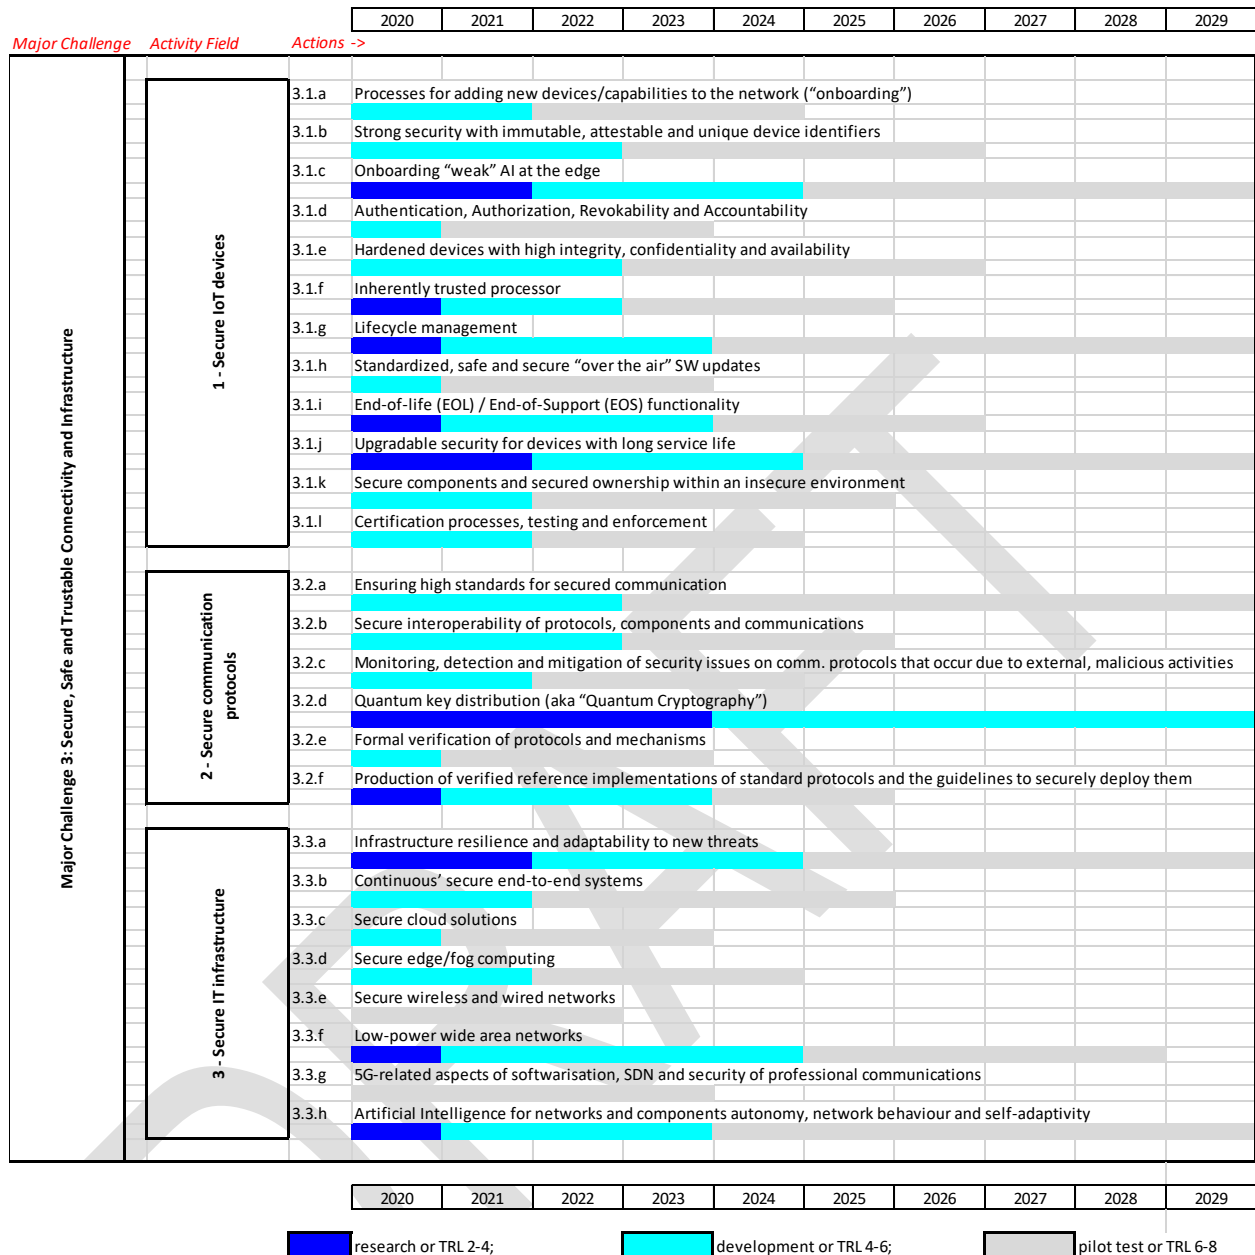 2020 2021 2022 2023 2024 2025 2026 2027 2028 2029
Major Challenge Activity Field Actions ->
Major Challenge 3: Secure, Safe and Trustable Connectivity and Infrastructure
1 - Secure IoT devices
3.1.a Processes for adding new devices/capabilities to the network (“onboarding”)
3.1.b Strong security with immutable, attestable and unique device identifiers
3.1.c Onboarding “weak” AI at the edge
3.1.d Authentication, Authorization, Revokability and Accountability
3.1.e Hardened devices with high integrity, confidentiality and availability
3.1.f Inherently trusted processor
3.1.g Lifecycle management
3.1.h Standardized, safe and secure “over the air” SW updates
3.1.i End-of-life (EOL) / End-of-Support (EOS) functionality
3.1.j Upgradable security for devices with long service life
3.1.k Secure components and secured ownership within an insecure environment
3.1.l Certification processes, testing and enforcement
2 - Secure communication
protocols
3.2.a Ensuring high standards for secured communication
3.2.b Secure interoperability of protocols, components and communications
3.2.c Monitoring, detection and mitigation of security issues on comm. protocols that occur due to external, malicious activities
3.2.d Quantum key distribution (aka “Quantum Cryptography”)
3.2.e Formal verification of protocols and mechanisms
3.2.f Production of verified reference implementations of standard protocols and the guidelines to securely deploy them
3 - Secure IT infrastructure
3.3.a Infrastructure resilience and adaptability to new threats
3.3.b Continuous’ secure end-to-end systems
3.3.c Secure cloud solutions
3.3.d Secure edge/fog computing
3.3.e Secure wireless and wired networks
3.3.f Low-power wide area networks
3.3.g 5G-related aspects of softwarisation, SDN and security of professional communications
3.3.h Artificial Intelligence for networks and components autonomy, network behaviour and self-adaptivity
DRAFT
2020 2021 2022 2023 2024 2025 2026 2027 2028 2029
research or TRL 2-4; development or TRL 4-6; pilot test or TRL 6-8